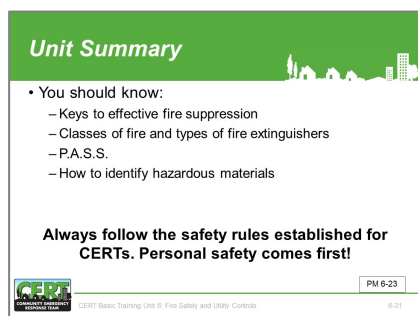 Unit Summary
• You should know:
– Keys to effective fire suppression
– Classes of fire and types of fire extinguishers
– P.A.S.S.
– How to identify hazardous materials
Always follow the safety rules established for
CERTs. Personal safety comes first!
PM 6-23
CERT
COMMUNITY EMERGENCY
RESPONSE TEAM
CERT Basic Training Unit 6: Fire Safety and Utility Controls
6-31